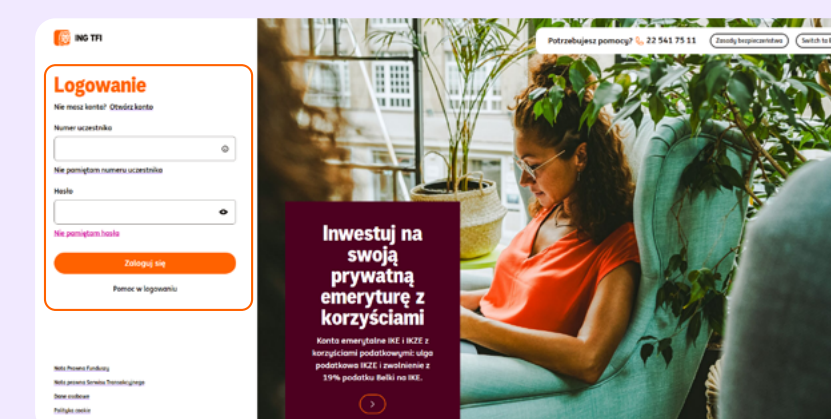 ING TFI
Potrzebujesz pomocy? 22 541 75 11
Zasady bezpieczeństwa
Switch to
Logowanie
Nie masz konta? Otwórz konto
Numer uczestnika
Nie pamiętam numeru uczestnika
Hasło
Nie pamiętam hasła
Zaloguj się
Pomoc w logowaniu
Inwestuj na
swoją
prywatną
emeryturę z
korzyściami
Konta emerytalne IKE i IKZE z
korzyściami podatkowymi: ulga
podatkowa IKZE i zwolnienie z
19% podatku Belki na IKE.
Nota Prawna Funduszy
Nota prawna Serwisu Transakcyjnego
Dane osobowe
Polityka cookie